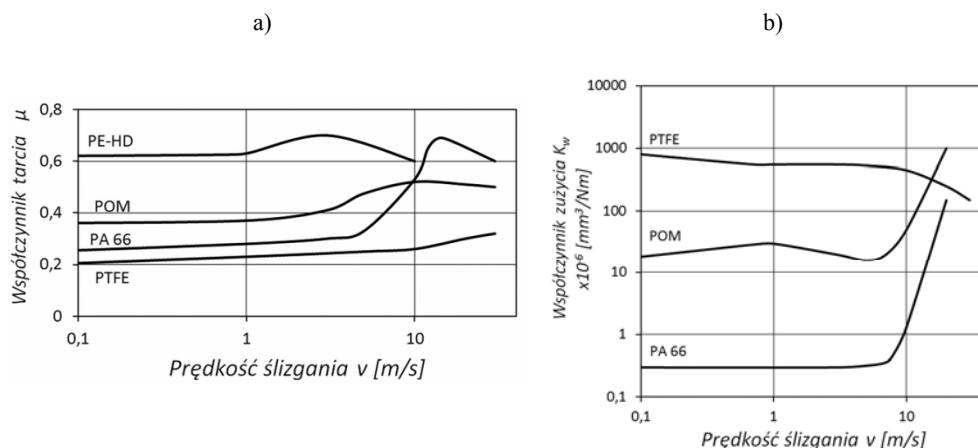 a)
0,8
0,6
0,4
0,2
0
0,1
1
10
PE-HD
POM
PA 66
PTFE
Współczynnik tarcia μ
Prędkość ślizgania v [m/s]
b)
10000
1000
100
10
1
0,1
0,1
1
10
PTFE
POM
PA 66
Współczynnik zużycia K_w
x10⁶ [mm³/Nm]
Prędkość ślizgania v [m/s]